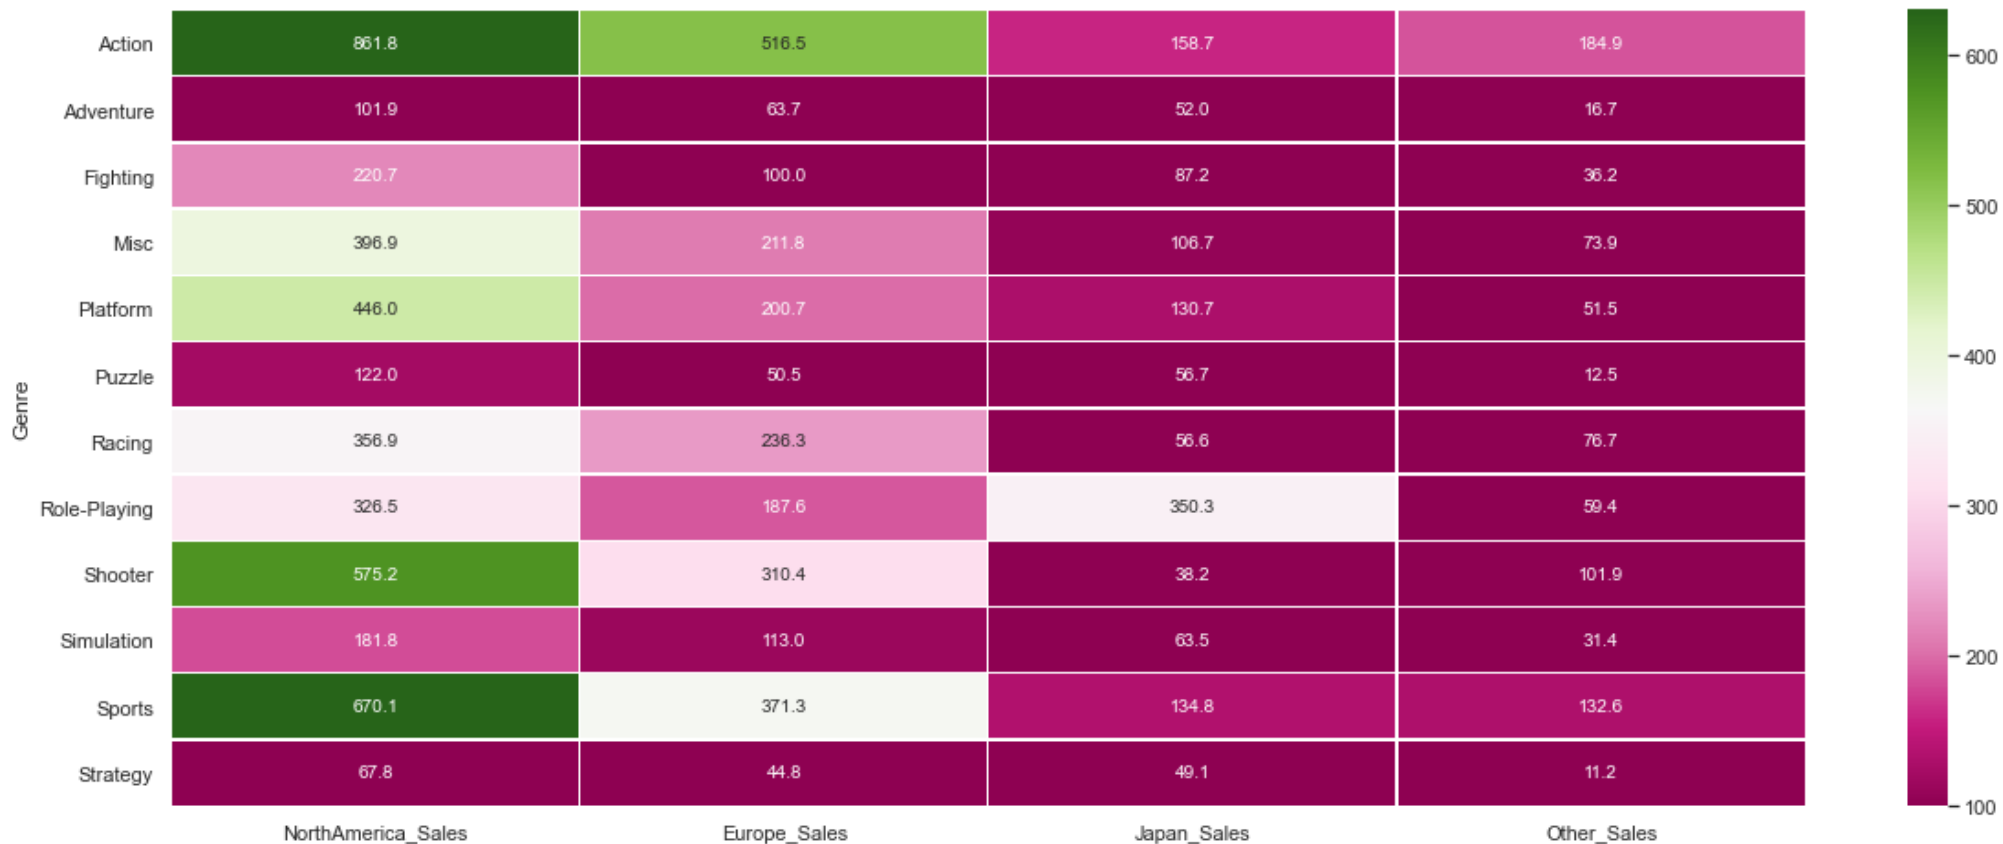 Genre
Action 861.8 516.5 158.7 184.9
Adventure 101.9 63.7 52.0 16.7
Fighting 220.7 100.0 87.2 36.2
Misc 396.9 211.8 106.7 73.9
Platform 446.0 200.7 130.7 51.5
Puzzle 122.0 50.5 56.7 12.5
Racing 356.9 236.3 56.6 76.7
Role-Playing 326.5 187.6 350.3 59.4
Shooter 575.2 310.4 38.2 101.9
Simulation 181.8 113.0 63.5 31.4
Sports 670.1 371.3 134.8 132.6
Strategy 67.8 44.8 49.1 11.2
NorthAmerica_Sales Europe_Sales Japan_Sales Other_Sales
600
500
400
300
200
100